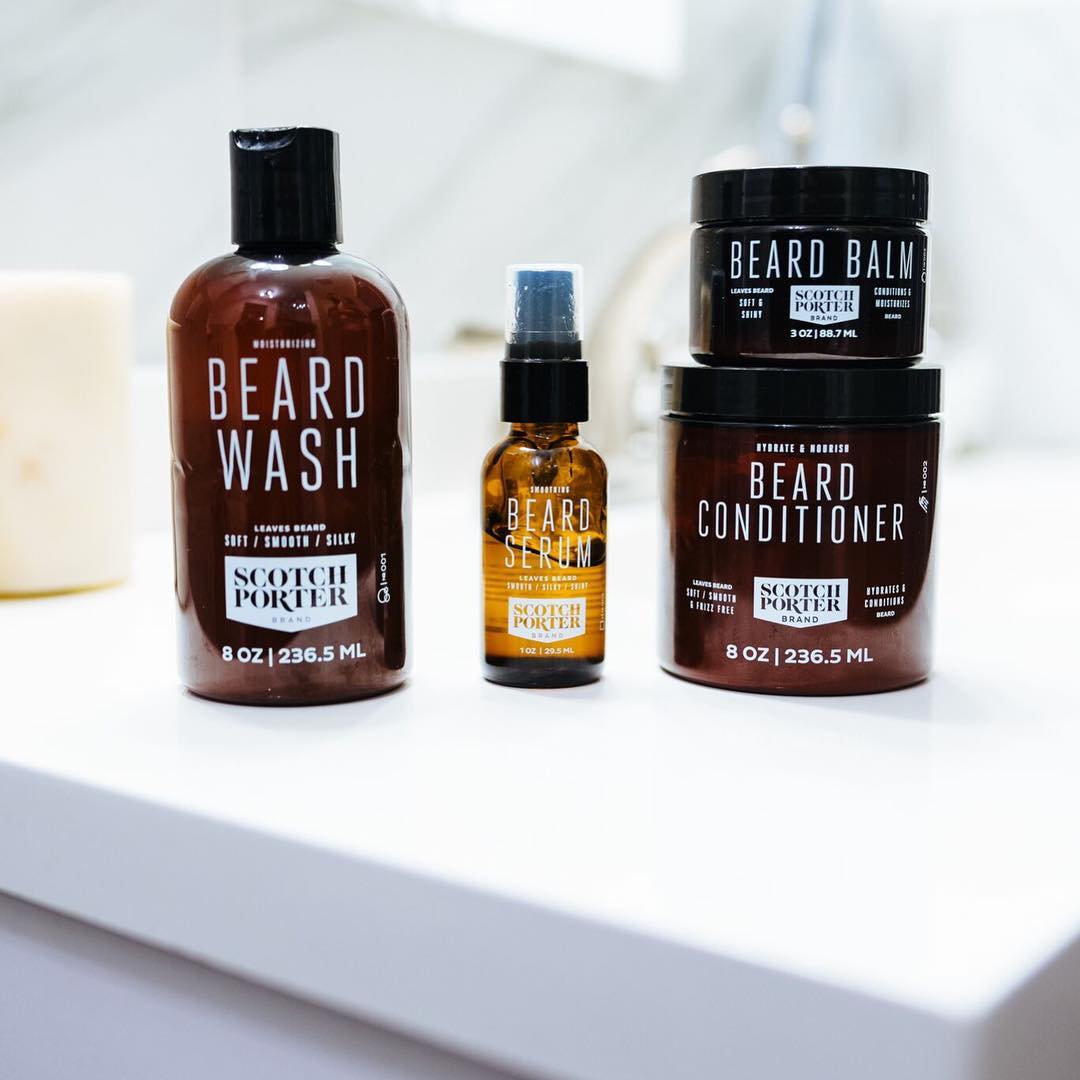 MOISTURIZING
BEARD
WASH
LEAVES BEARD
SOFT / SMOOTH / SILKY
SCOTCH
PORTER
BRAND
8 OZ | 236.5 ML
001
SMOOTHING
BEARD
SERUM
LEAVES BEARD
SMOOTH / SILKY / SHINY
SCOTCH
PORTER
BRAND
1 OZ | 29.5 ML
BEARD BALM
LEAVES BEARD
SOFT &
SHINY
SCOTCH
PORTER
BRAND
CONDITIONS &
MOISTURIZES
BEARD
3 OZ | 88.7 ML
HYDRATE & NOURISH
BEARD
CONDITIONER
LEAVES BEARD
SOFT / SMOOTH
& FRIZZ FREE
SCOTCH
PORTER
BRAND
HYDRATES &
CONDITIONS
BEARD
8 OZ | 236.5 ML
002